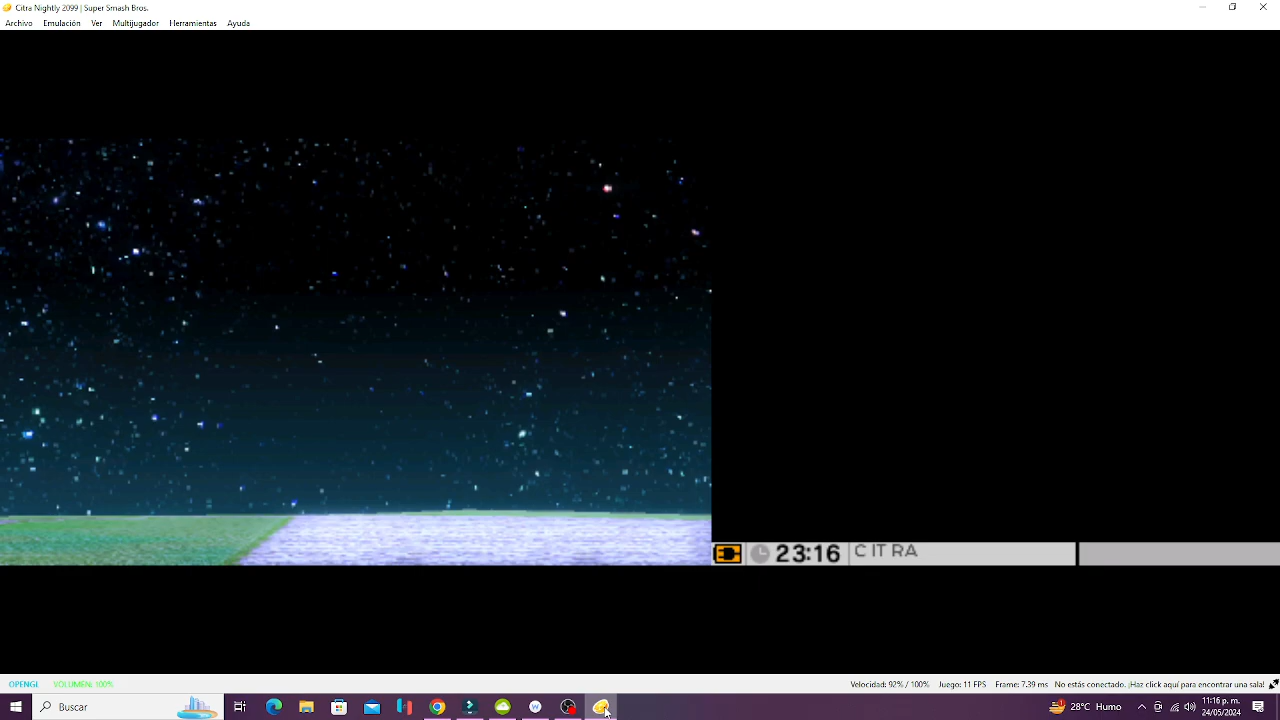 Citra Nightly 2099 | Super Smash Bros.
Archivo Emulación Ver Multijugador Herramientas Ayuda
23:16 CITRA
OPENGL VOLUMEN: 100% Velocidad: 92% / 100% Juego: 11 FPS Frame: 7.39 ms No estás conectado. ¡Haz click aquí para encontrar una sala!
Buscar 28°C Humo 11:16 p. m.
24/05/2024